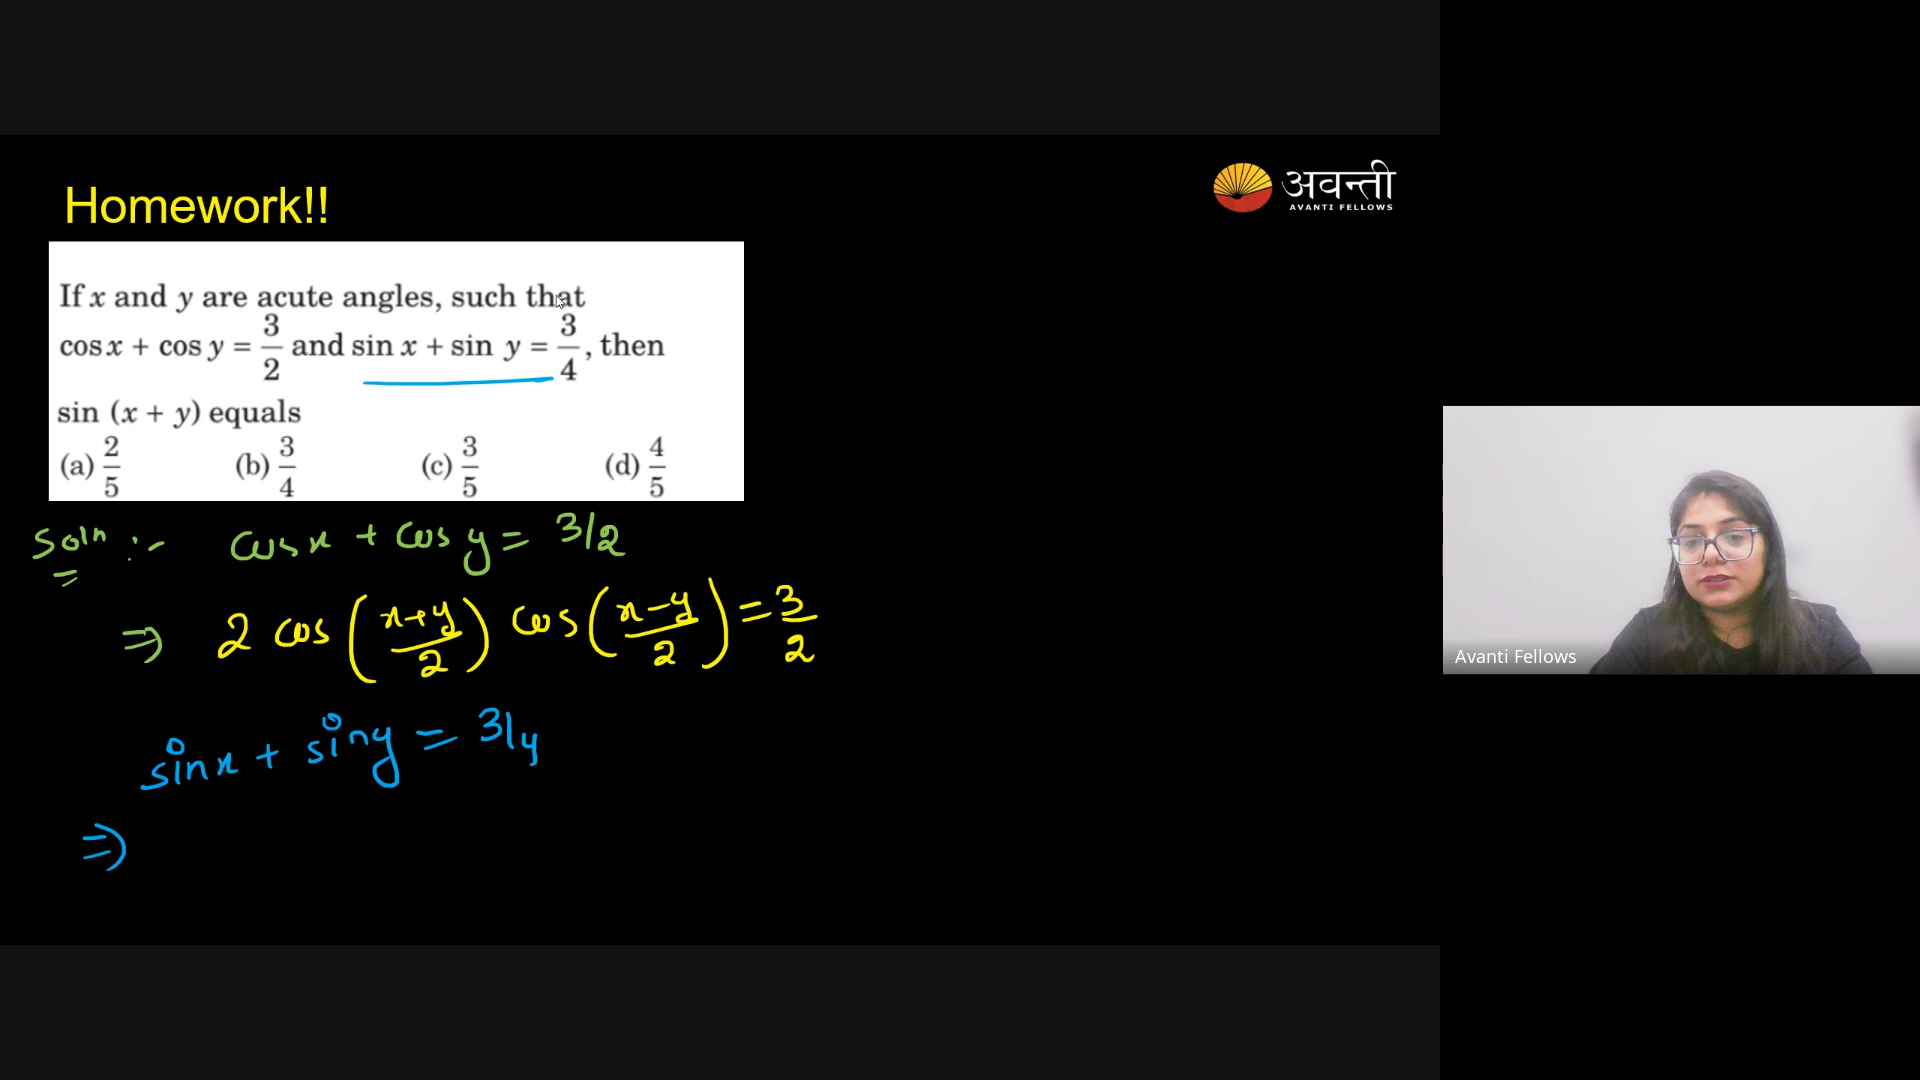 अवन्ती
AVANTI FELLOWS
Homework!!
If x and y are acute angles, such that
cos x + cos y = 3/2 and sin x + sin y = 3/4, then
sin (x + y) equals
(a) 2/5 (b) 3/4 (c) 3/5 (d) 4/5
Soln :- cos x + cos y = 3/2
=> 2 cos (x+y/2) cos (x-y/2) = 3/2
sin x + sin y = 3/4
=>
Avanti Fellows